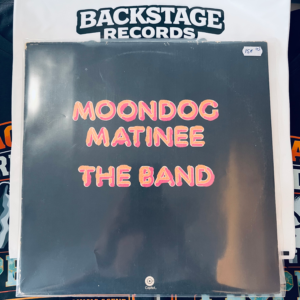 BACKSTAGE
RECORDS
MOONDOG
MATINEE
THE BAND